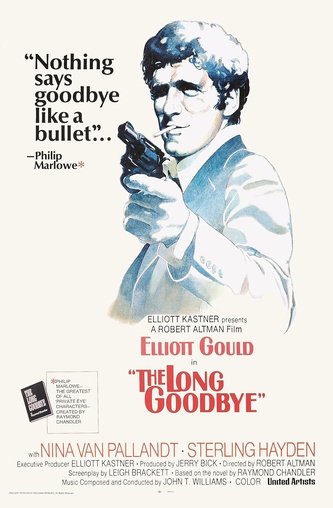 “Nothing
says
goodbye
like a
bullet”...
—Philip
Marlowe*
ELLIOTT KASTNER presents
A ROBERT ALTMAN Film
ELLIOTT GOULD
in
“THE LONG
GOODBYE”
THE LONG
GOODBYE
*PHILIP
MARLOWE—
THE GREATEST
OF ALL
PRIVATE EYE
CHARACTERS—
CREATED BY
RAYMOND
CHANDLER
with NINA VAN PALLANDT · STERLING HAYDEN
Executive Producer ELLIOTT KASTNER · Produced by JERRY BICK · Directed by ROBERT ALTMAN
Screenplay by LEIGH BRACKETT · Based on the novel by RAYMOND CHANDLER
Music Composed and Conducted by JOHN T. WILLIAMS · COLOR United Artists